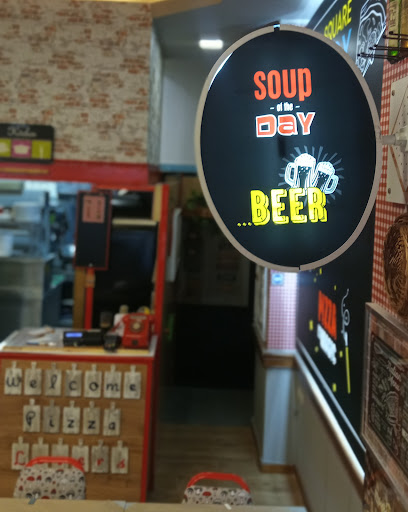 SOUP
- of the -
DAY
...BEER
SQUARE
PIZZA
Welcome
Pizza